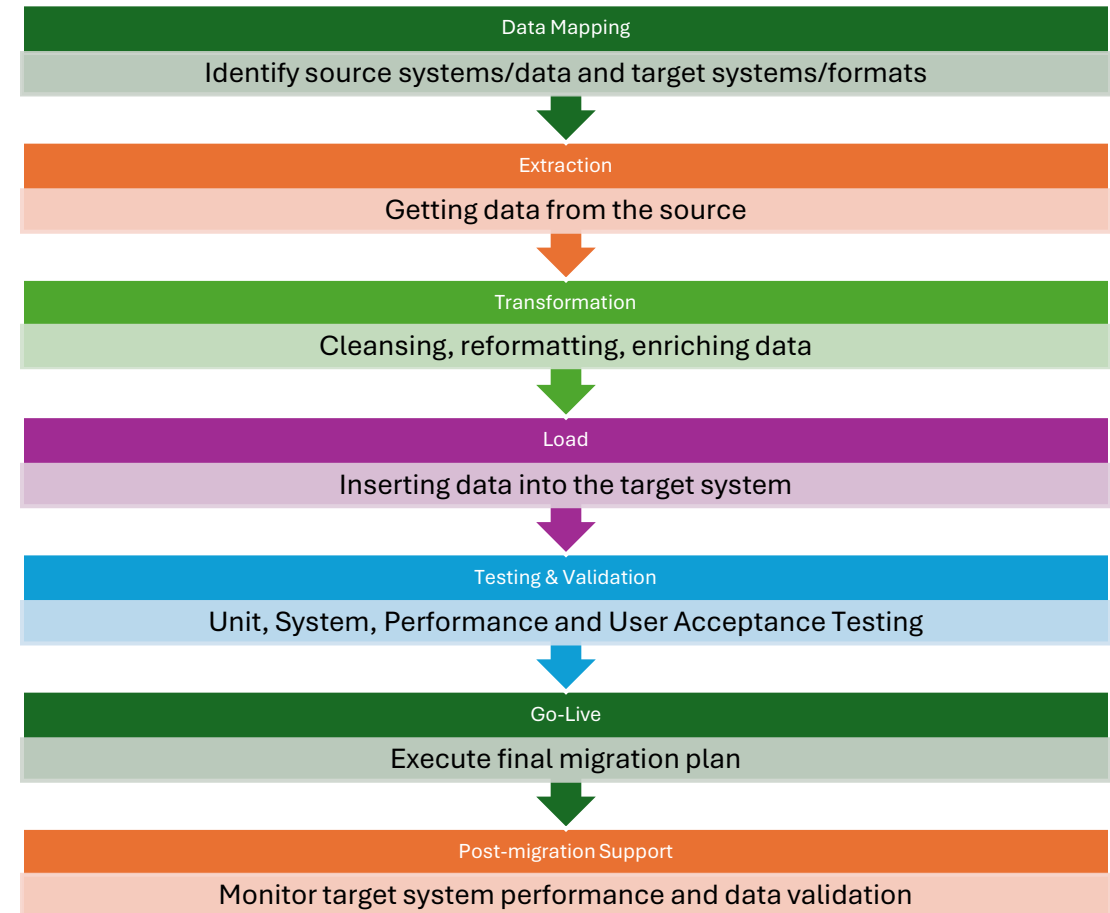 Data Mapping
Identify source systems/data and target systems/formats
Extraction
Getting data from the source
Transformation
Cleansing, reformatting, enriching data
Load
Inserting data into the target system
Testing & Validation
Unit, System, Performance and User Acceptance Testing
Go-Live
Execute final migration plan
Post-migration Support
Monitor target system performance and data validation